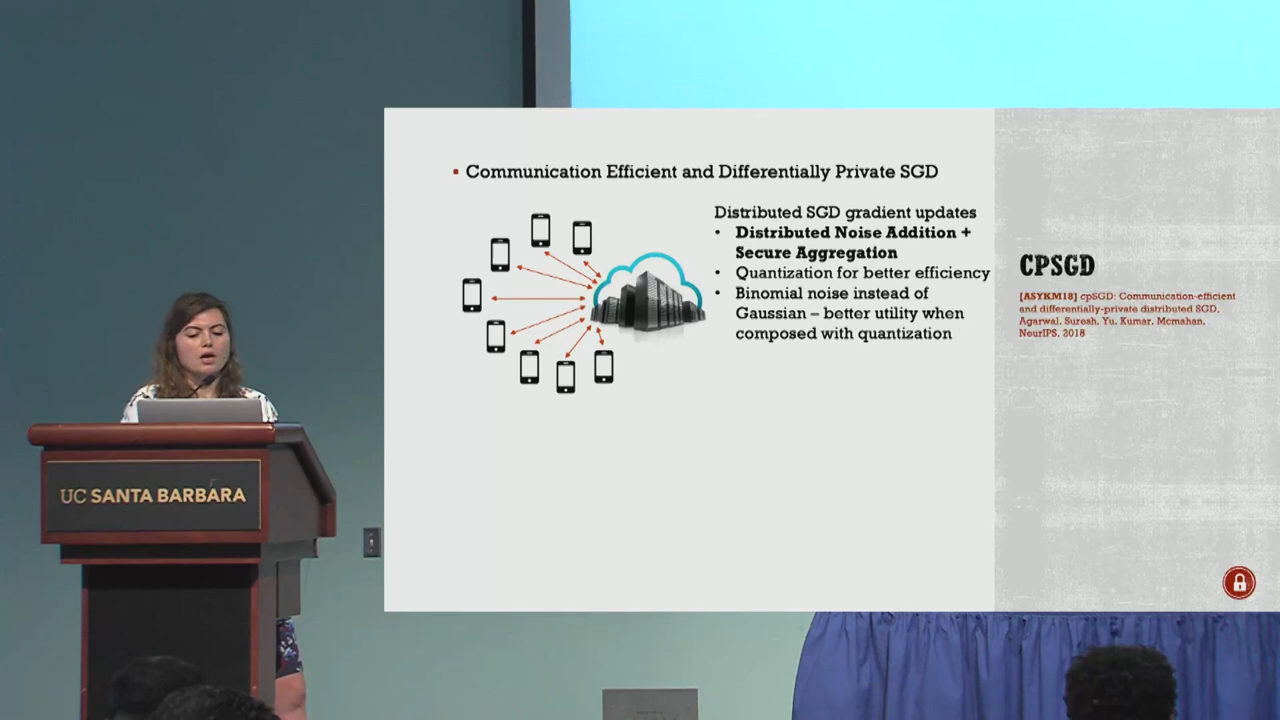 Communication Efficient and Differentially Private SGD
Distributed SGD gradient updates
• Distributed Noise Addition +
Secure Aggregation
• Quantization for better efficiency
• Binomial noise instead of
Gaussian – better utility when
composed with quantization
CPSGD
[ASYKM18] cpSGD: Communication-efficient
and differentially-private distributed SGD,
Agarwal, Suresh, Yu, Kumar, Mcmahan,
NeurIPS, 2018
UC SANTA BARBARA